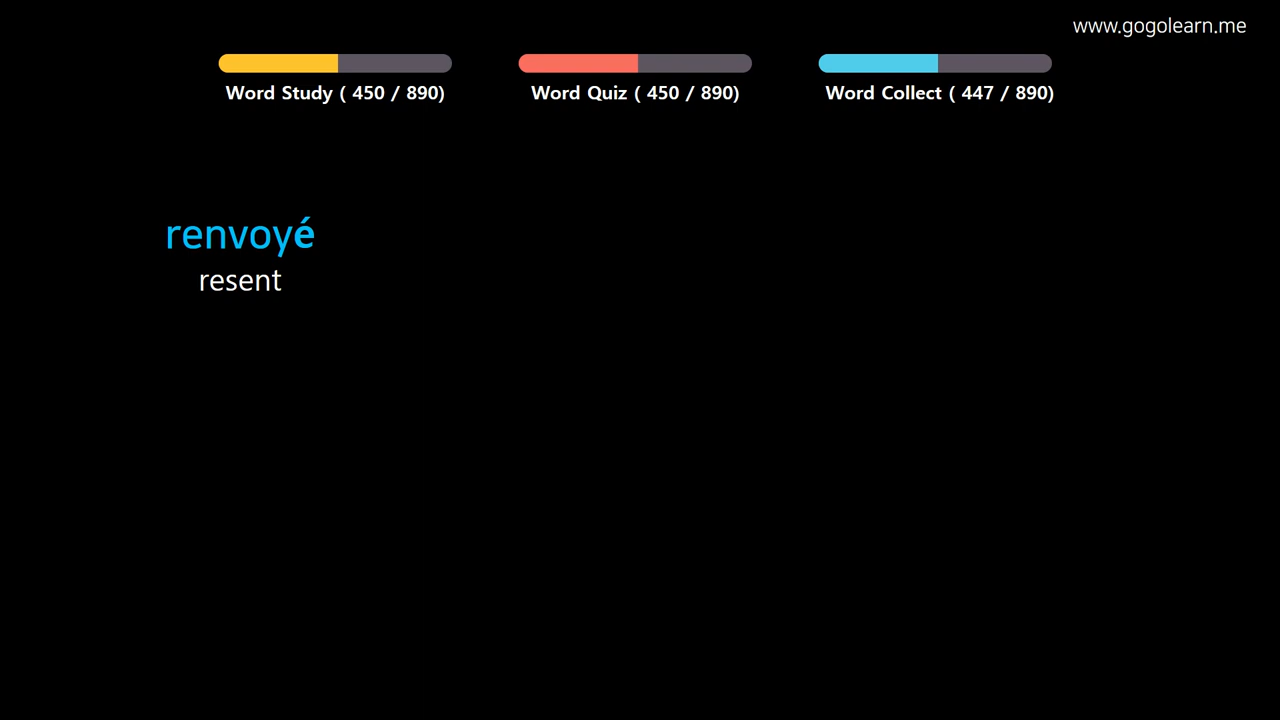 www.gogolearn.me
Word Study ( 450 / 890)
Word Quiz ( 450 / 890)
Word Collect ( 447 / 890)
renvoyé
resent